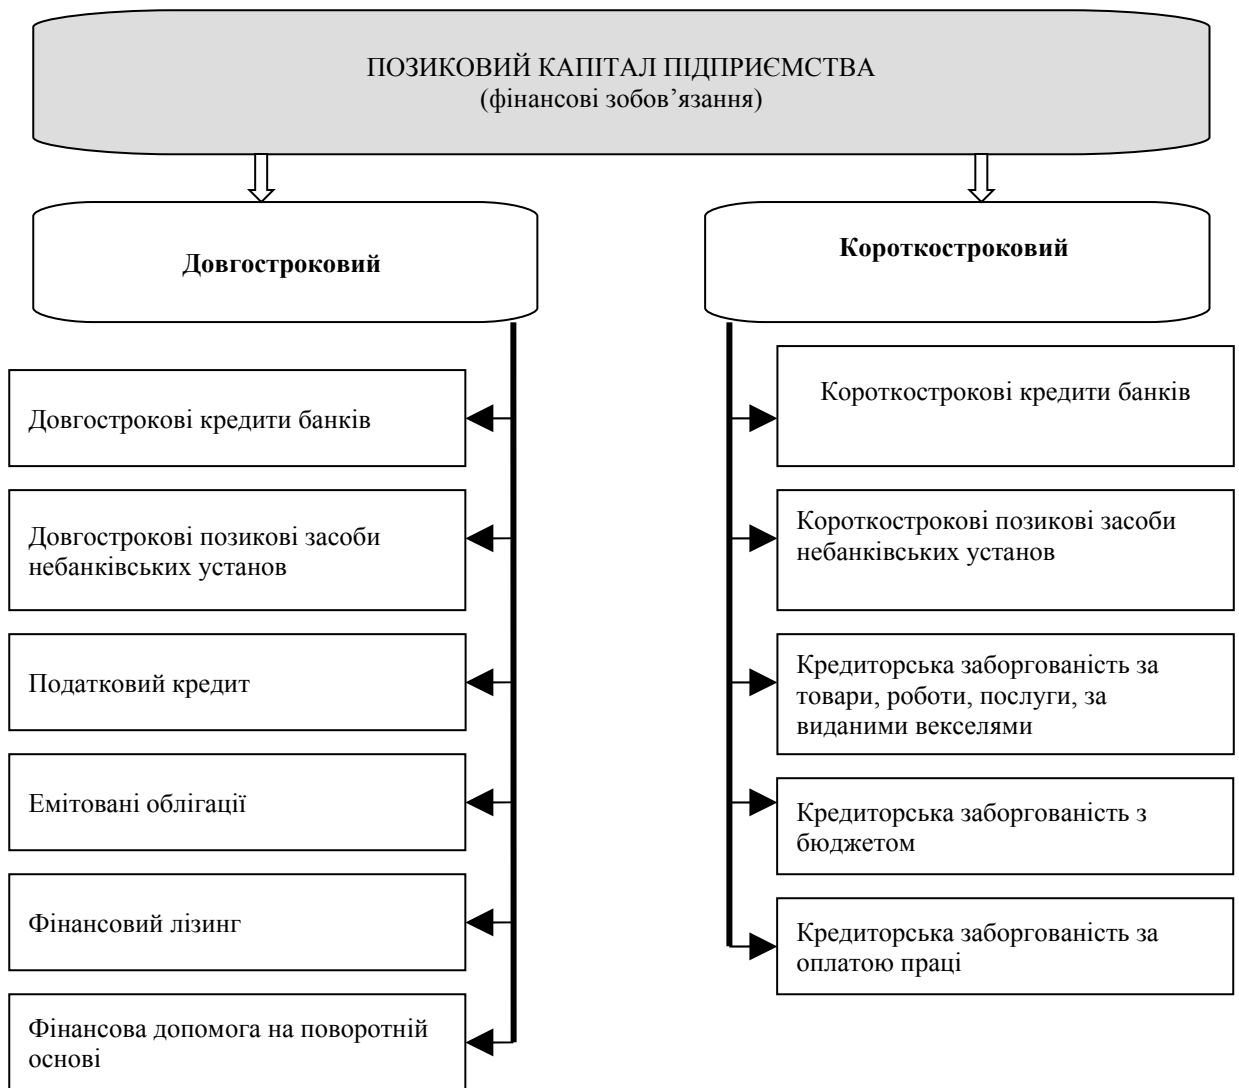 ПОЗИКОВИЙ КАПІТАЛ ПІДПРИЄМСТВА
(фінансові зобов’язання)
Довгостроковий
Довгострокові кредити банків
Довгострокові позикові засоби
небанківських установ
Податковий кредит
Емітовані облігації
Фінансовий лізинг
Фінансова допомога на поворотній
основі
Короткостроковий
Короткострокові кредити банків
Короткострокові позикові засоби
небанківських установ
Кредиторська заборгованість за
товари, роботи, послуги, за
виданими векселями
Кредиторська заборгованість з
бюджетом
Кредиторська заборгованість за
оплатою праці